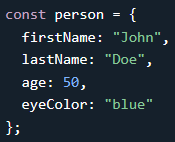 const person = {
  firstName: "John",
  lastName: "Doe",
  age: 50,
  eyeColor: "blue"
};